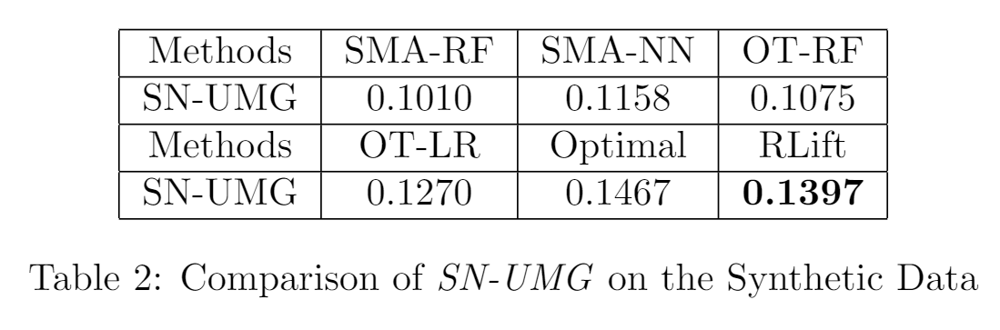 Methods SMA-RF SMA-NN OT-RF
SN-UMG 0.1010 0.1158 0.1075
Methods OT-LR Optimal RLift
SN-UMG 0.1270 0.1467 0.1397
Table 2: Comparison of SN-UMG on the Synthetic Data